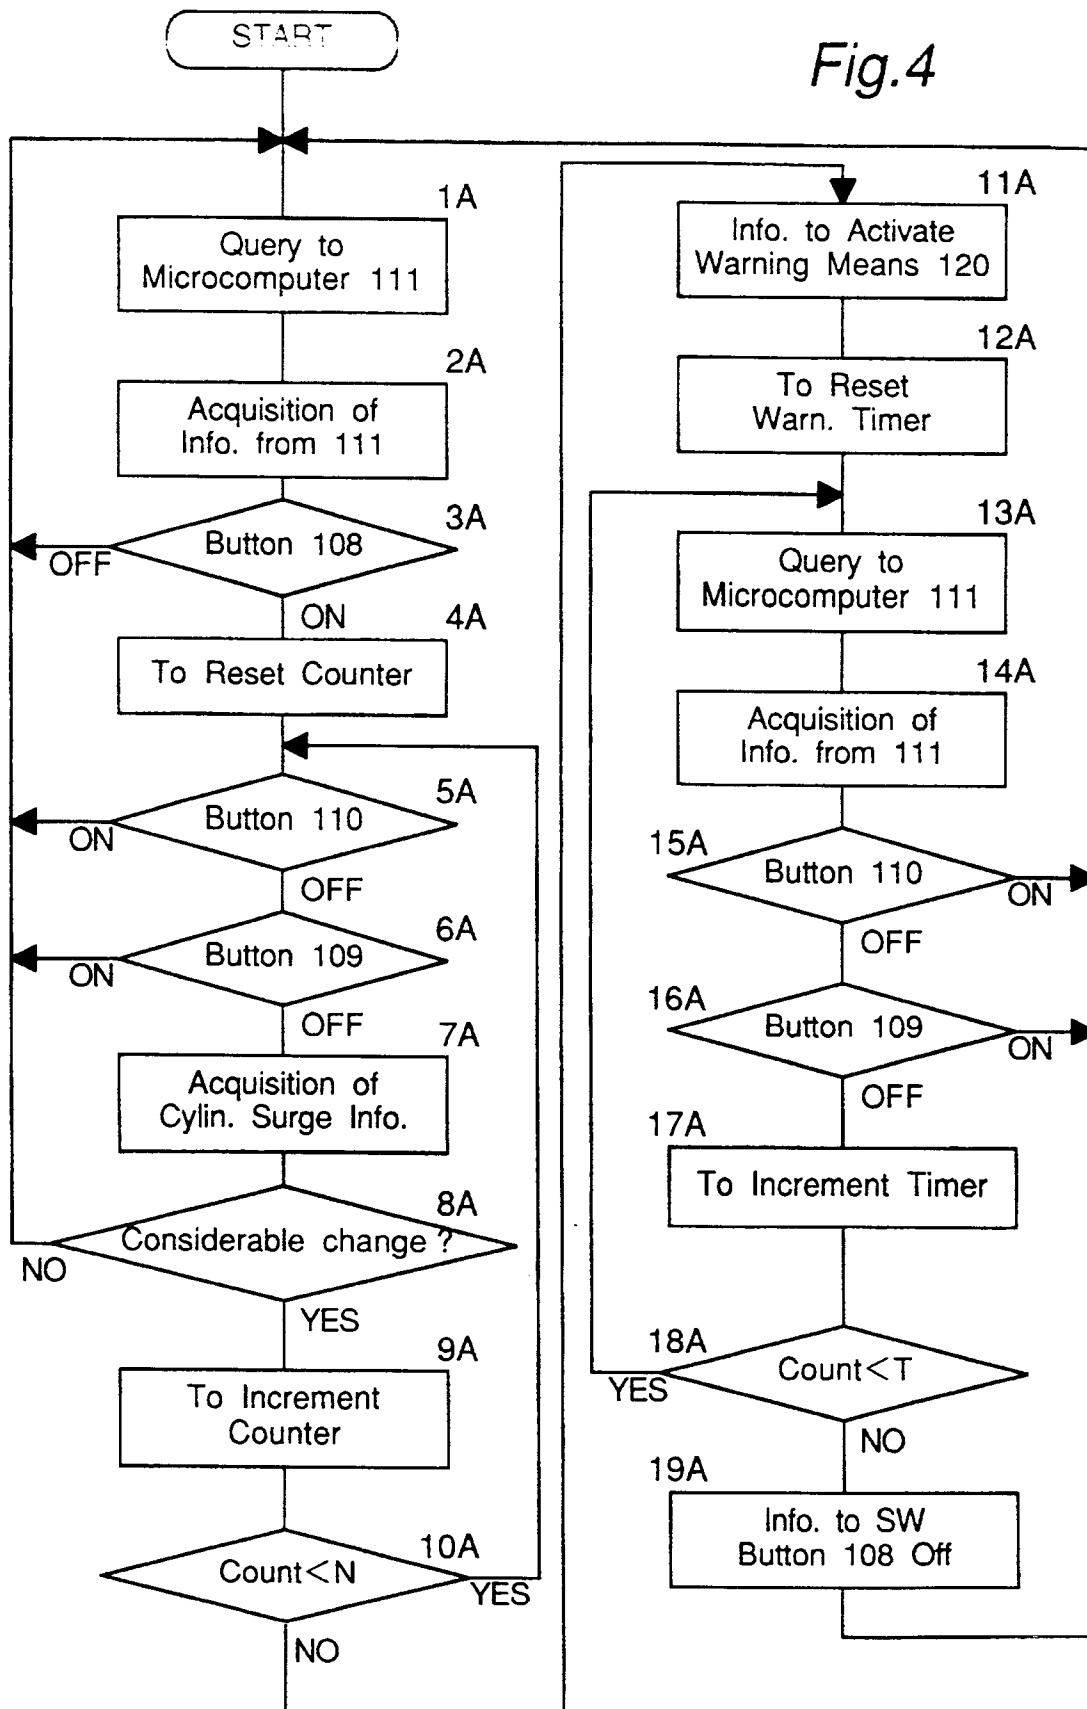 START
Fig.4
1A
Query to
Microcomputer 111
2A
Acquisition of
Info. from 111
3A
Button 108
OFF
ON
4A
To Reset Counter
5A
Button 110
ON
OFF
6A
Button 109
ON
OFF
7A
Acquisition of
Cylin. Surge Info.
8A
Considerable change ?
NO
YES
9A
To Increment
Counter
10A
Count<N
YES
NO
11A
Info. to Activate
Warning Means 120
12A
To Reset
Warn. Timer
13A
Query to
Microcomputer 111
14A
Acquisition of
Info. from 111
15A
Button 110
ON
OFF
16A
Button 109
ON
OFF
17A
To Increment Timer
18A
Count<T
YES
NO
19A
Info. to SW
Button 108 Off